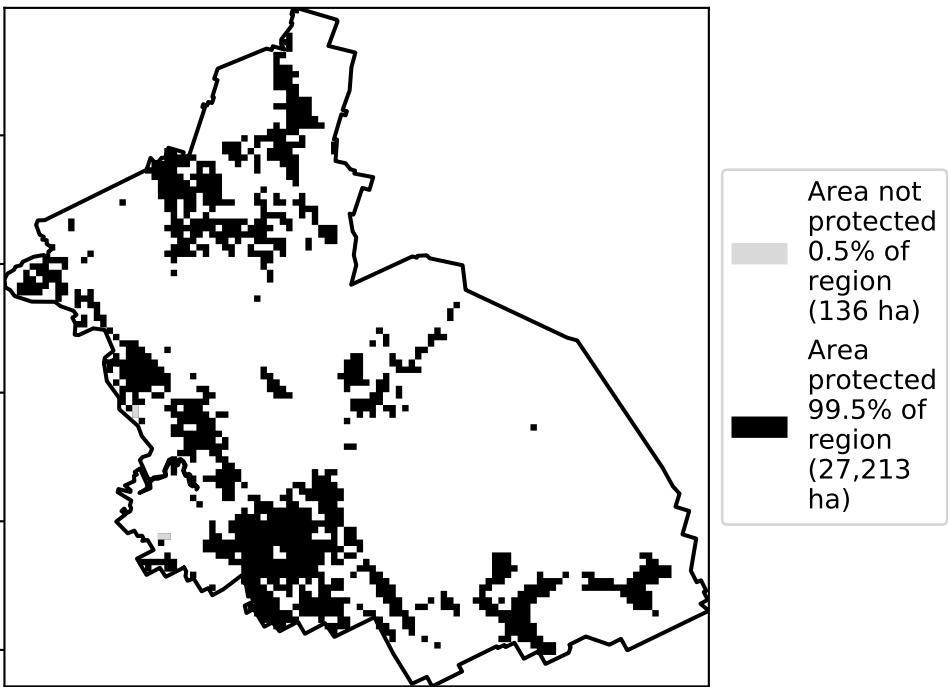 Area not
protected
0.5% of
region
(136 ha)
Area
protected
99.5% of
region
(27,213
ha)